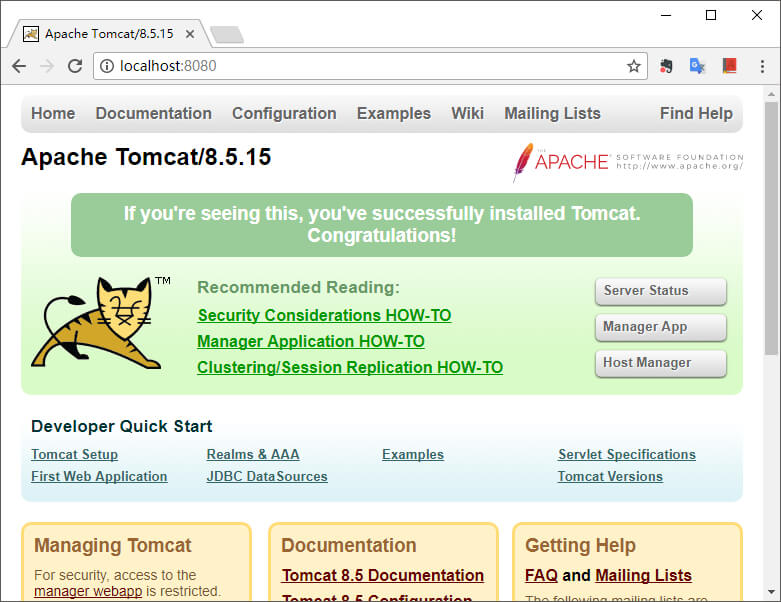 Apache Tomcat/8.5.15
localhost:8080
Home Documentation Configuration Examples Wiki Mailing Lists Find Help
Apache Tomcat/8.5.15
THE
APACHE SOFTWARE FOUNDATION
http://www.apache.org/
If you're seeing this, you've successfully installed Tomcat.
Congratulations!
TM
Recommended Reading:
Security Considerations HOW-TO
Manager Application HOW-TO
Clustering/Session Replication HOW-TO
Server Status
Manager App
Host Manager
Developer Quick Start
Tomcat Setup
First Web Application
Realms & AAA
JDBC DataSources
Examples
Servlet Specifications
Tomcat Versions
Managing Tomcat
For security, access to the
manager webapp is restricted.
Documentation
Tomcat 8.5 Documentation
Tomcat 8.5 Configuration
Getting Help
FAQ and Mailing Lists
The following mailing lists are